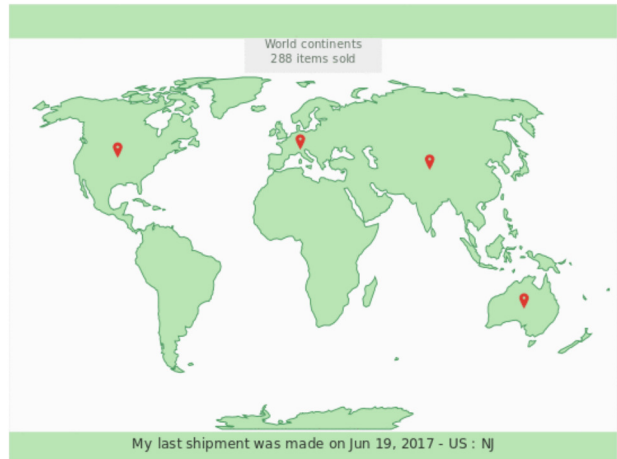 World continents
288 items sold
My last shipment was made on Jun 19, 2017 - US : NJ